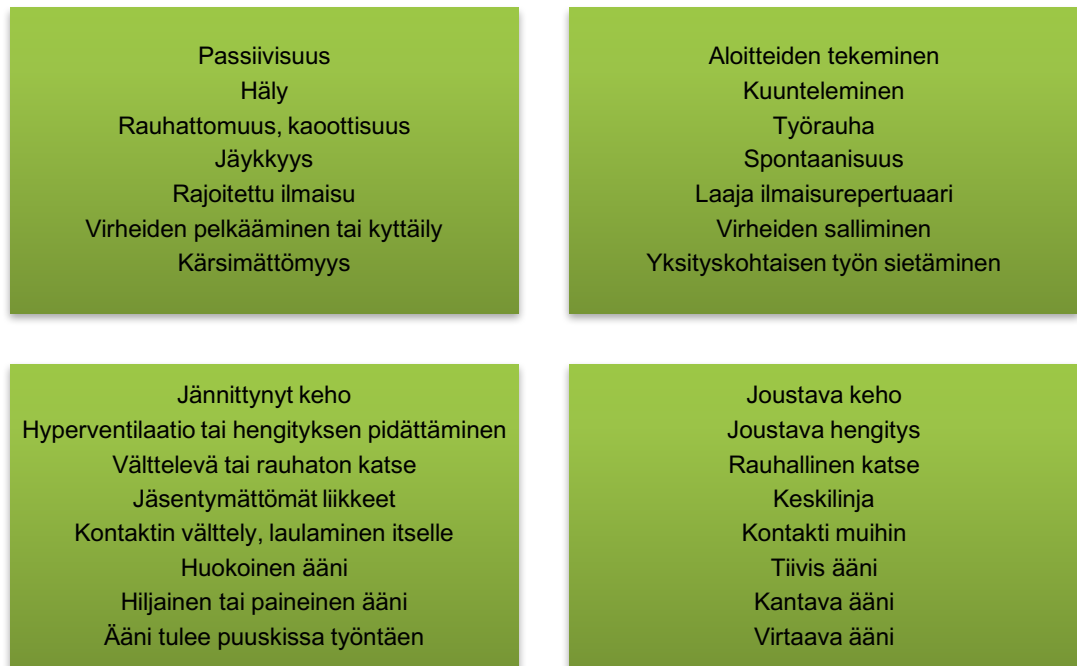 Passiivisuus
Häly
Rauhattomuus, kaoottisuus
Jäykkyys
Rajoitettu ilmaisu
Virheiden pelkääminen tai kyttäily
Kärsimättömyys
Aloitteiden tekeminen
Kuunteleminen
Työrauha
Spontaanisuus
Laaja ilmaisurepertuaari
Virheiden salliminen
Yksityskohtaisen työn sietäminen
Jännittynyt keho
Hyperventilaatio tai hengityksen pidättäminen
Välttelevä tai rauhaton katse
Jäsentymättömät liikkeet
Kontaktin välttely, laulaminen itselle
Huokoinen ääni
Hiljainen tai paineinen ääni
Ääni tulee puuskissa työntäen
Joustava keho
Joustava hengitys
Rauhallinen katse
Keskilinja
Kontakti muihin
Tiivis ääni
Kantava ääni
Virtaava ääni